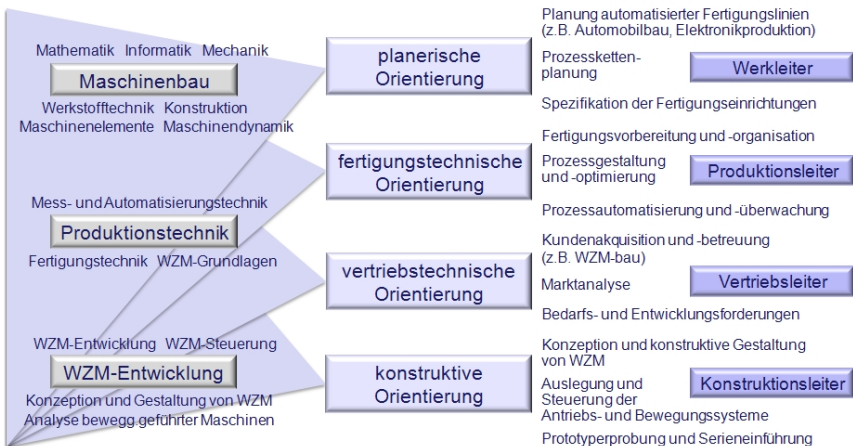 Mathematik Informatik Mechanik
Maschinenbau
Werkstofftechnik Konstruktion
Maschinenelemente Maschinendynamik
Mess- und Automatisierungstechnik
Produktionstechnik
Fertigungstechnik WZM-Grundlagen
WZM-Entwicklung WZM-Steuerung
WZM-Entwicklung
Konzeption und Gestaltung von WZM
Analyse bewegg.geführter Maschinen
planerische
Orientierung
Planung automatisierter Fertigungslinien
(z.B. Automobilbau, Elektronikproduktion)
Prozessketten-
planung
Werkleiter
Spezifikation der Fertigungseinrichtungen
fertigungstechnische
Orientierung
Fertigungsvorbereitung und -organisation
Prozessgestaltung
und -optimierung
Produktionsleiter
Prozessautomatisierung und -überwachung
vertriebstechnische
Orientierung
Kundenakquisition und -betreuung
(z.B. WZM-bau)
Marktanalyse
Vertriebsleiter
Bedarfs- und Entwicklungsforderungen
konstruktive
Orientierung
Konzeption und konstruktive Gestaltung
von WZM
Auslegung und
Steuerung der
Antriebs- und Bewegungssysteme
Konstruktionsleiter
Prototyperprobung und Serieneinführung